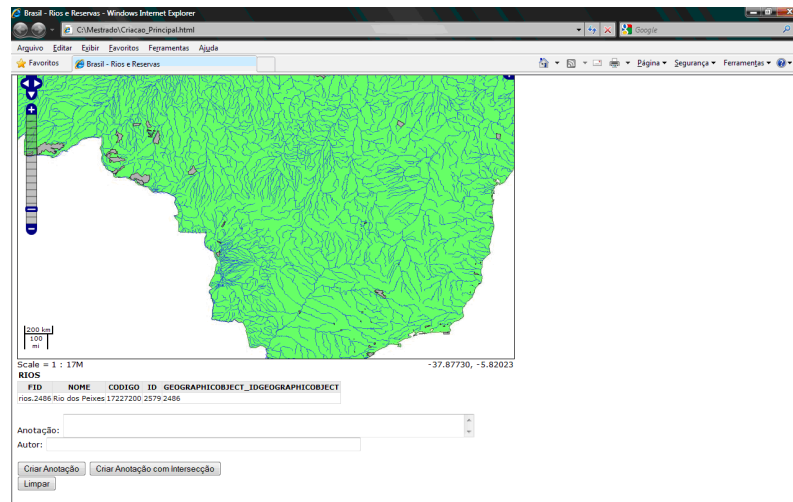 Brasil - Rios e Reservas - Windows Internet Explorer
C:\Mestrado\Criacao_Principal.html
Google
Arquivo Editar Exibir Favoritos Ferramentas Ajuda
Favoritos Brasil - Rios e Reservas Página Segurança Ferramentas
200 km
100
mi
Scale = 1 : 17M -37.87730, -5.82023
RIOS
FID NOME CODIGO ID GEOGRAPHICOBJECT_IDGEOGRAPHICOBJECT
rios.2486 Rio dos Peixes 17227200 2579 2486
Anotação:
Autor:
Criar Anotação Criar Anotação com Intersecção
Limpar